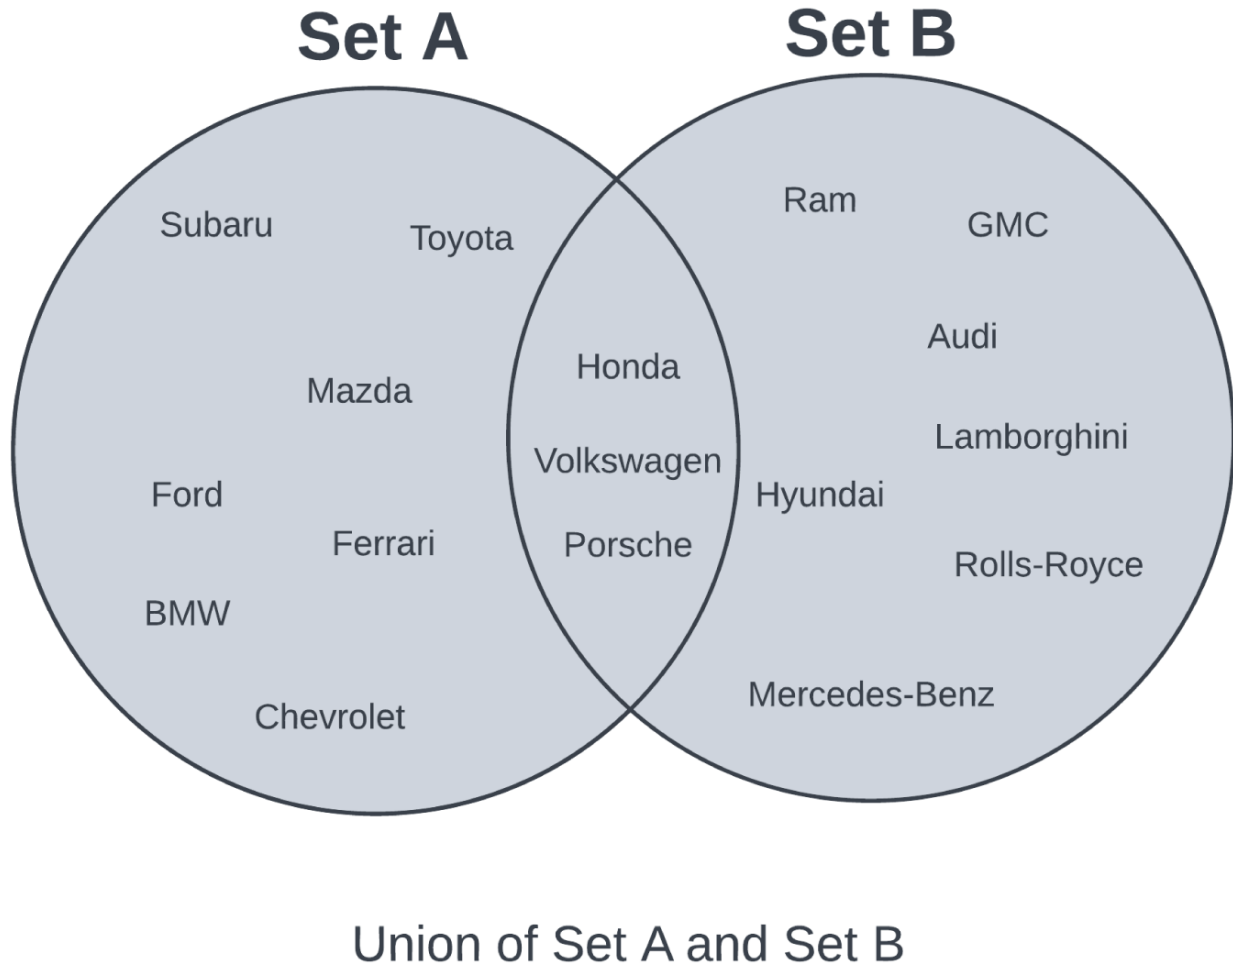 Set A
Set B
Subaru
Toyota
Mazda
Ford
Ferrari
BMW
Chevrolet
Honda
Volkswagen
Porsche
Ram
GMC
Audi
Lamborghini
Hyundai
Rolls-Royce
Mercedes-Benz
Union of Set A and Set B